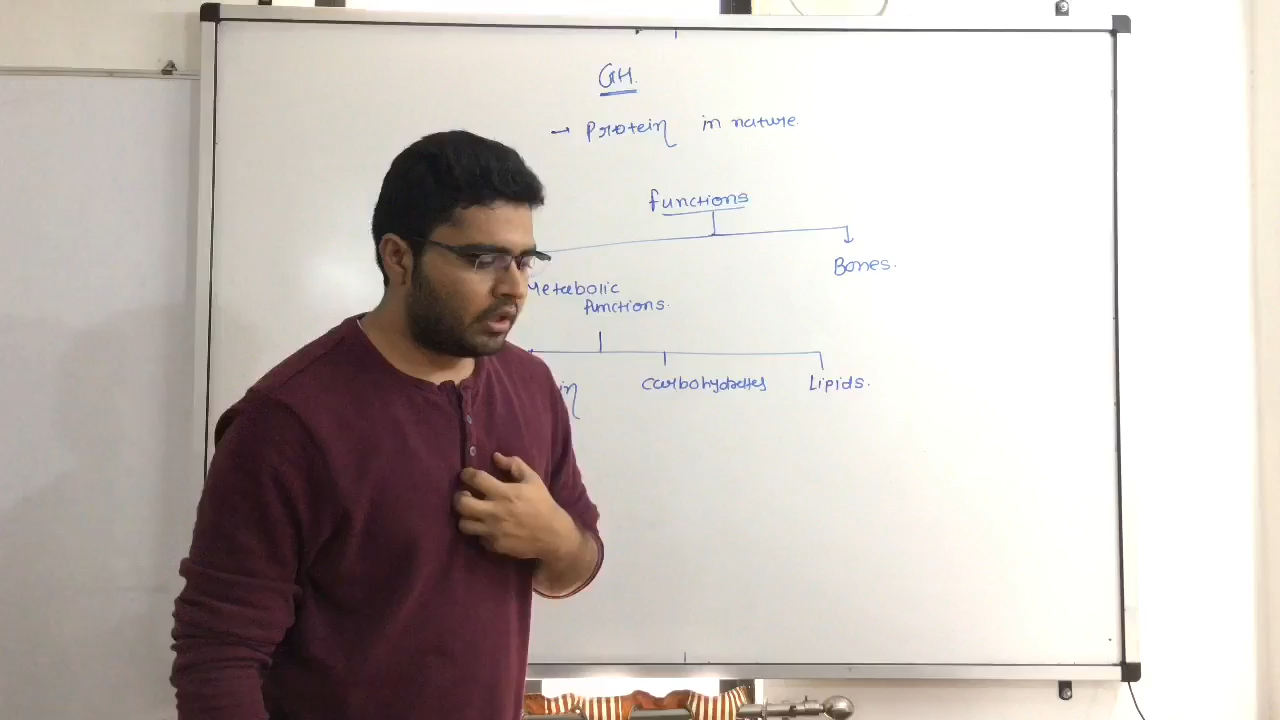 GH.
→ Protein in nature
functions
Bones.
Metabolic
functions.
Carbohydrates Lipids.